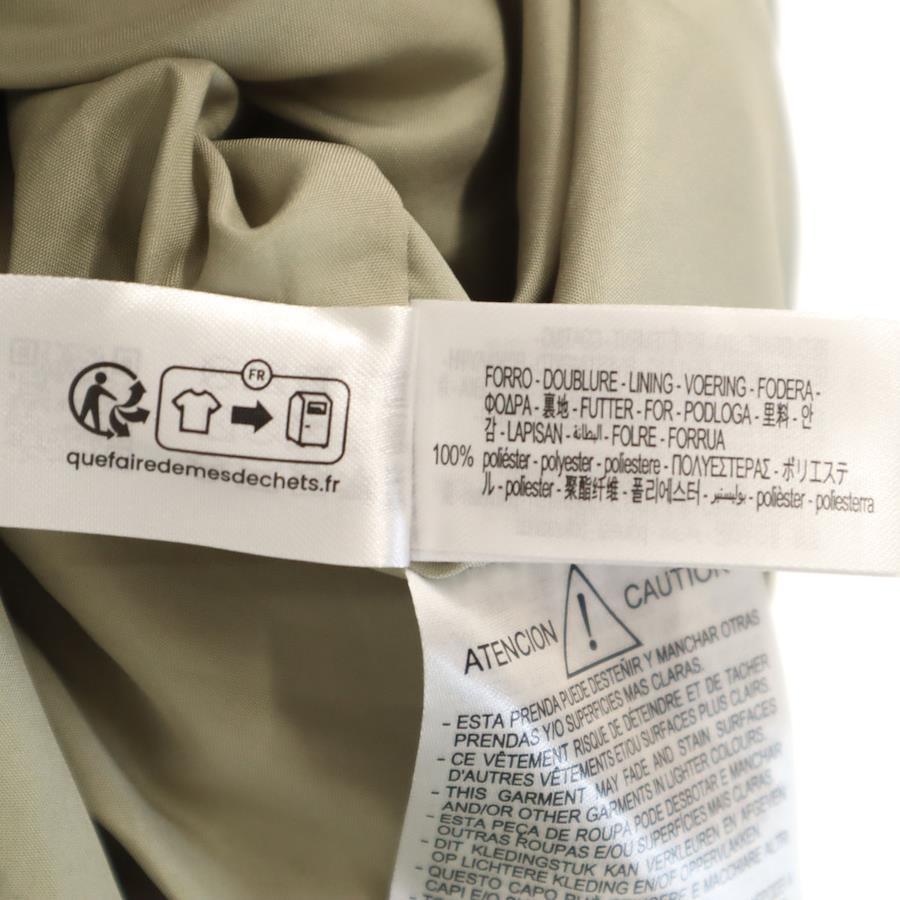 FR
quefairedemesdechets.fr
FORRO - DOUBLURE - LINING - VOERING - FODERA -
ΦΟΔΡΑ - 裏地 - FUTTER - FOR - PODLOGA - 里料 - 안
감 - LAPISAN - البطانة - FOLRE - FORRUA
100% poliéster - polyester - poliestere - ΠΟΛΥΕΣΤΕΡΑΣ - ポリエステ
ル - poliester - 聚酯纤维 - 폴리에스터 - بوليستير - polièster - poliesterra
ATENCION CAUTION
- ESTA PRENDA PUEDE DESTEÑIR Y MANCHAR OTRAS
PRENDAS Y/O SUPERFICIES MAS CLARAS.
- CE VÊTEMENT RISQUE DE DÉTEINDRE ET DE TACHER
D'AUTRES VÊTEMENTS ET/OU SURFACES PLUS CLAIRS.
- THIS GARMENT MAY FADE AND STAIN SURFACES
AND/OR OTHER GARMENTS IN LIGHTER COLOURS.
- ESTA PEÇA DE ROUPA PODE DESBOTAR E MANCHAR
OUTRAS ROUPAS E/OU SUPERFÍCIES MAIS CLARAS.
- DIT KLEDINGSTUK KAN VERKLEUREN EN AFGEVEN
OP LICHTERE KLEDING EN/OF OPPERVLAKKEN.
- QUESTO CAPO PUÒ E MACCHIARE ALTRI
CAPI E/O